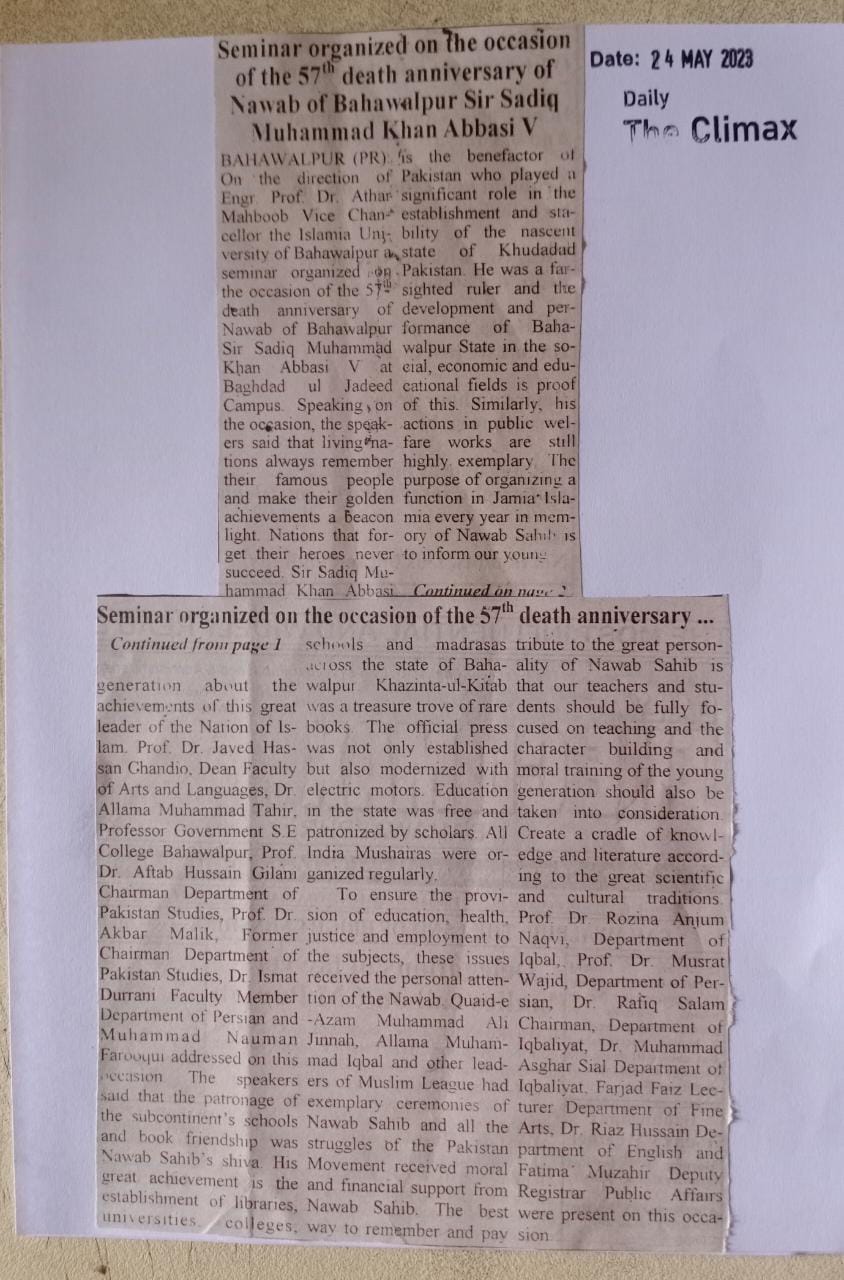 Seminar organized on the occasion
of the 57th death anniversary of
Nawab of Bahawalpur Sir Sadiq
Muhammad Khan Abbasi V
Date: 24 MAY 2023
Daily
The Climax
BAHAWALPUR (PR):
On the direction of
Engr. Prof. Dr. Athar
Mahboob Vice Chan-
cellor the Islamia Uni-
versity of Bahawalpur a
seminar organized on
the occasion of the 57th
death anniversary of
Nawab of Bahawalpur
Sir Sadiq Muhammad
Khan Abbasi V at
Baghdad ul Jadeed
Campus. Speaking on
the occasion, the speak-
ers said that living na-
tions always remember
their famous people
and make their golden
achievements a beacon
light. Nations that for-
get their heroes never
succeed. Sir Sadiq Mu-
hammad Khan Abbasi
is the benefactor of
Pakistan who played a
significant role in the
establishment and sta-
bility of the nascent
state of Khudadad
Pakistan. He was a far-
sighted ruler and the
development and per-
formance of Baha-
walpur State in the so-
cial, economic and edu-
cational fields is proof
of this. Similarly, his
actions in public wel-
fare works are still
highly exemplary. The
purpose of organizing a
function in Jamia Isla-
mia every year in mem-
ory of Nawab Sahib is
to inform our young
Continued on page 2
Seminar organized on the occasion of the 57th death anniversary ...
Continued from page 1
generation about the
achievements of this great
leader of the Nation of Is-
lam. Prof. Dr. Javed Has-
san Chandio, Dean Faculty
of Arts and Languages, Dr.
Allama Muhammad Tahir,
Professor Government S.E
College Bahawalpur, Prof.
Dr. Aftab Hussain Gilani
Chairman Department of
Pakistan Studies, Prof. Dr.
Akbar Malik, Former
Chairman Department of
Pakistan Studies, Dr. Ismat
Durrani Faculty Member
Department of Persian and
Muhammad Nauman
Farooqui addressed on this
occasion. The speakers
said that the patronage of
the subcontinent's schools
and book friendship was
Nawab Sahib's shiva. His
great achievement is the
establishment of libraries,
universities, colleges,
schools and madrasas
across the state of Baha-
walpur. Khazinta-ul-Kitab
was a treasure trove of rare
books. The official press
was not only established
but also modernized with
electric motors. Education
in the state was free and
patronized by scholars. All
India Mushairas were or-
ganized regularly.
To ensure the provi-
sion of education, health,
justice and employment to
the subjects, these issues
received the personal atten-
tion of the Nawab. Quaid-e
-Azam Muhammad Ali
Jinnah, Allama Muham-
mad Iqbal and other lead-
ers of Muslim League had
exemplary ceremonies of
Nawab Sahib and all the
struggles of the Pakistan
Movement received moral
and financial support from
Nawab Sahib. The best
way to remember and pay
tribute to the great person-
ality of Nawab Sahib is
that our teachers and stu-
dents should be fully fo-
cused on teaching and the
character building and
moral training of the young
generation should also be
taken into consideration.
Create a cradle of knowl-
edge and literature accord-
ing to the great scientific
and cultural traditions.
Prof. Dr. Rozina Anjum
Naqvi, Department of
Iqbal, Prof. Dr. Musrat
Wajid, Department of Per-
sian, Dr. Rafiq Salam
Chairman, Department of
Iqbaliyat, Dr. Muhammad
Asghar Sial Department of
Iqbaliyat, Farjad Faiz Lec-
turer Department of Fine
Arts, Dr. Riaz Hussain De-
partment of English and
Fatima Muzahir Deputy
Registrar Public Affairs
were present on this occa-
sion.